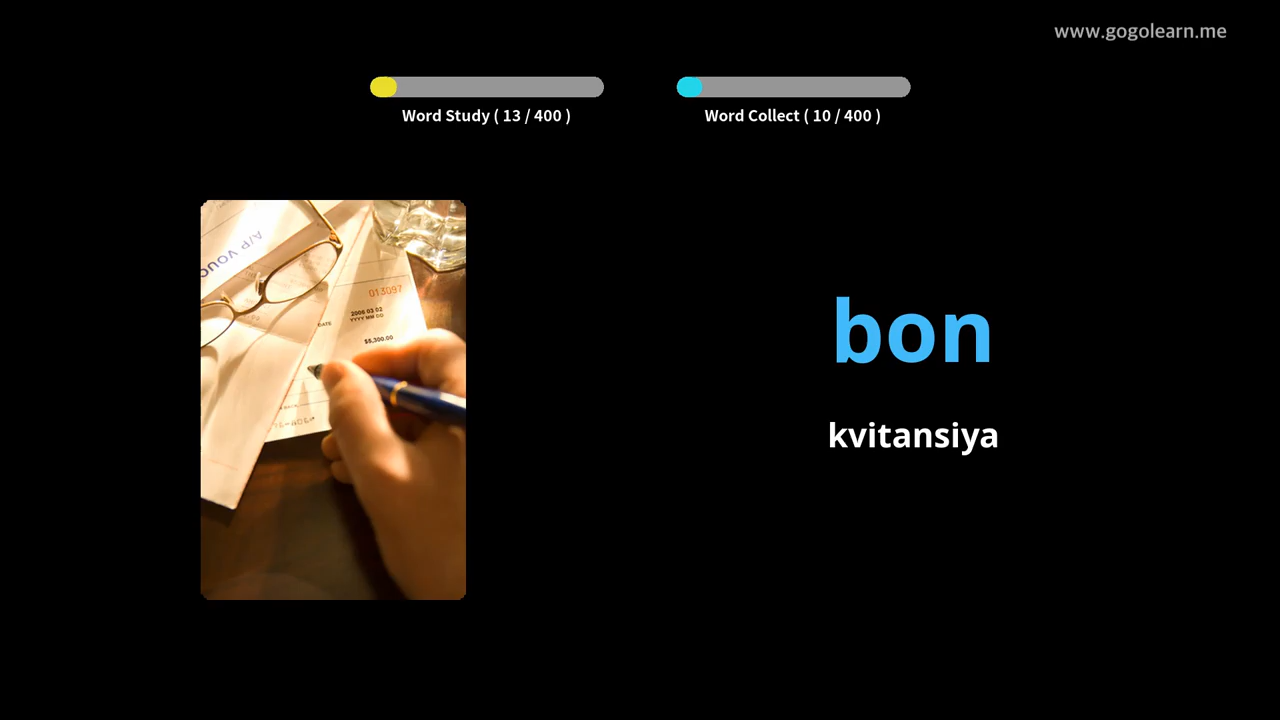 www.gogolearn.me
Word Study ( 13 / 400 )
Word Collect ( 10 / 400 )
A/P VOUC
013097
DATE
2006 03 02
YYYY MM DD
$5,300.00
bon
kvitansiya